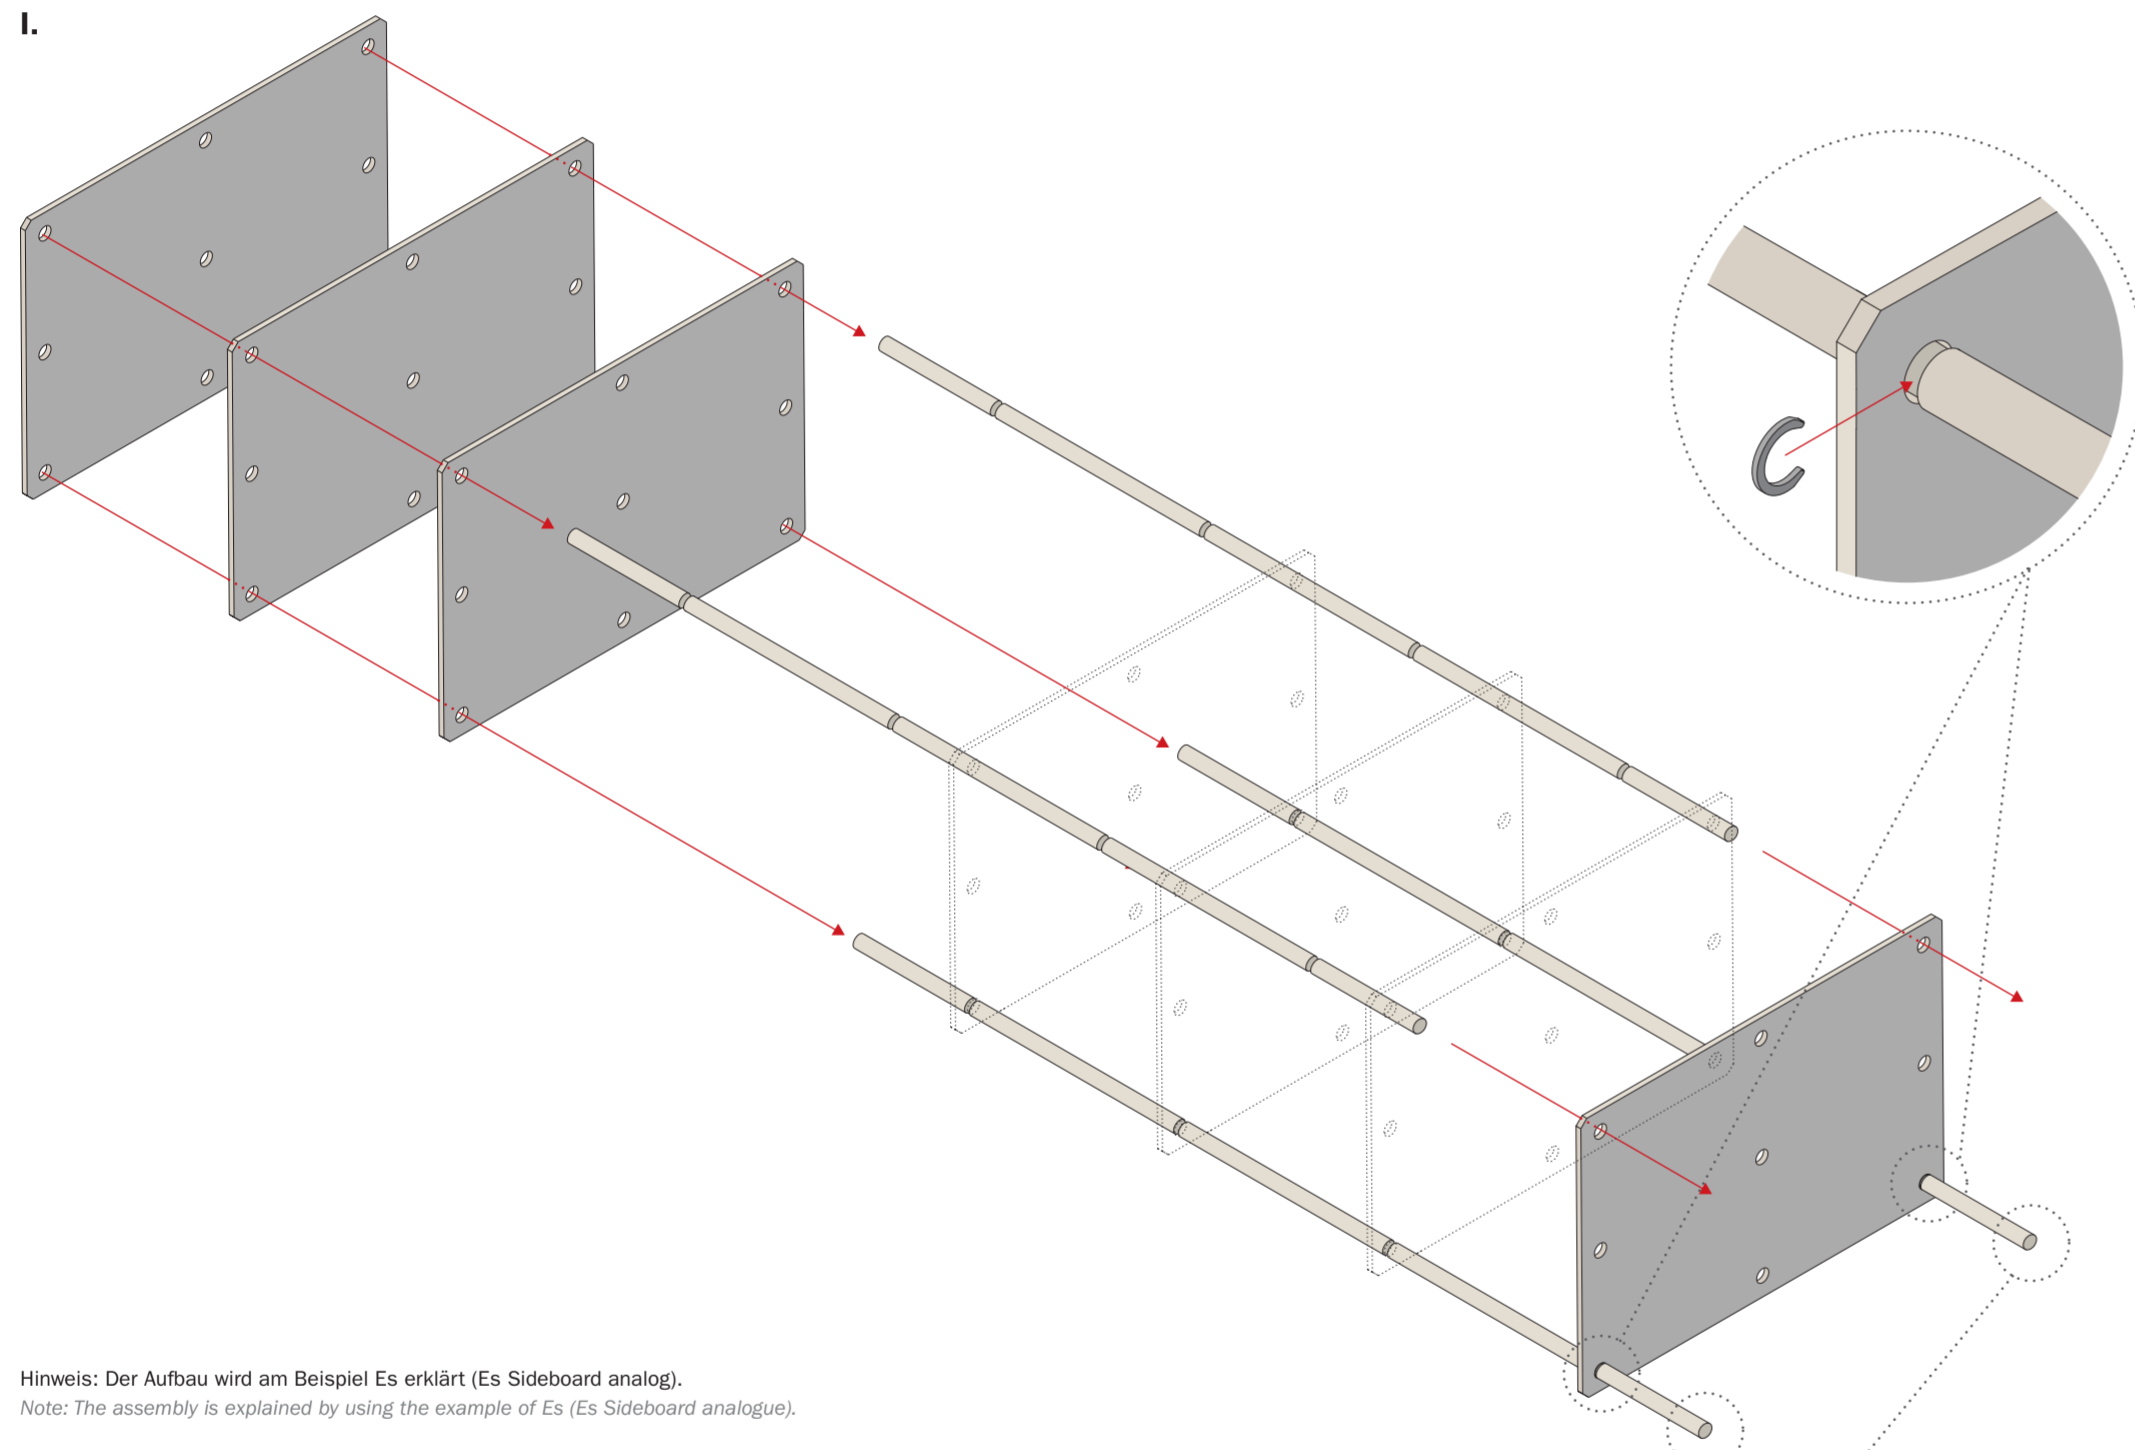 I.
Hinweis: Der Aufbau wird am Beispiel Es erklärt (Es Sideboard analog).
Note: The assembly is explained by using the example of Es (Es Sideboard analogue).